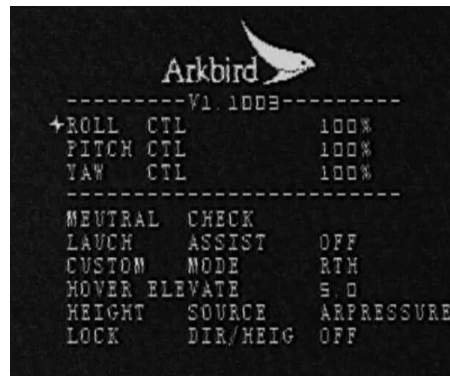 Arkbird
---------V1.1003---------
+ROLL CTL 100%
PITCH CTL 100%
YAW CTL 100%
-------------------------
MEUTRAL CHECK
LAUCH ASSIST OFF
CUSTOM MODE RTH
HOVER ELEVATE 5.0
HEIGHT SOURCE ARPRESSURE
LOCK DIR/HEIG OFF